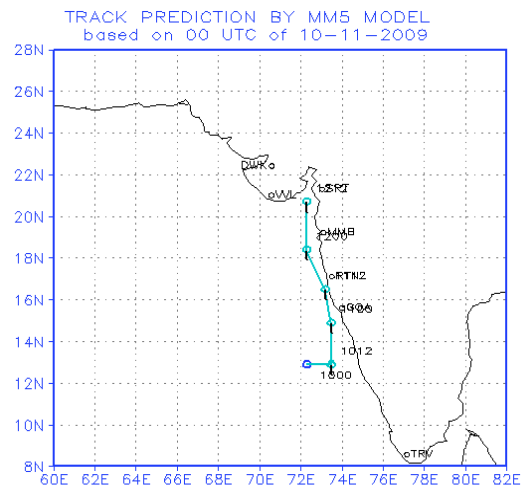 TRACK PREDICTION BY MM5 MODEL
based on 00 UTC of 10-11-2009
28N
26N
24N
DWK
22N
VVL
20N
MMB
1200
18N
16N
GOA
14N
1012
12N
1000
10N
TRV
8N
60E 62E 64E 66E 68E 70E 72E 74E 76E 78E 80E 82E